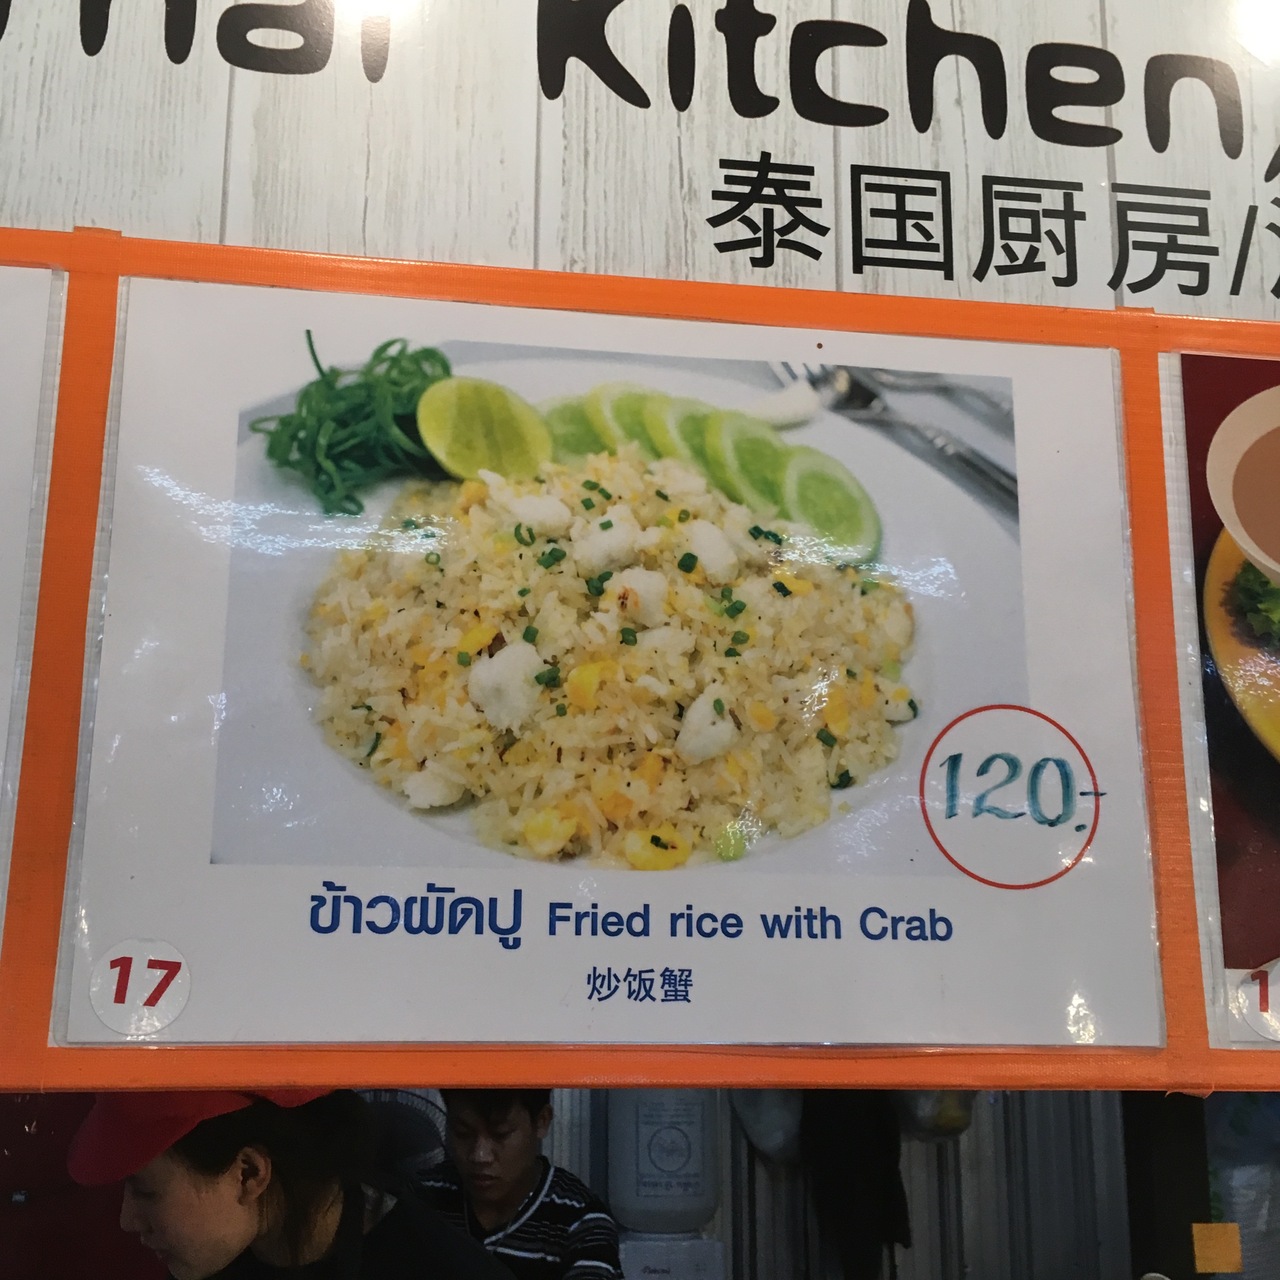 Kitchen
泰国厨房/
120.-
ข้าวผัดปู Fried rice with Crab
炒饭蟹
17